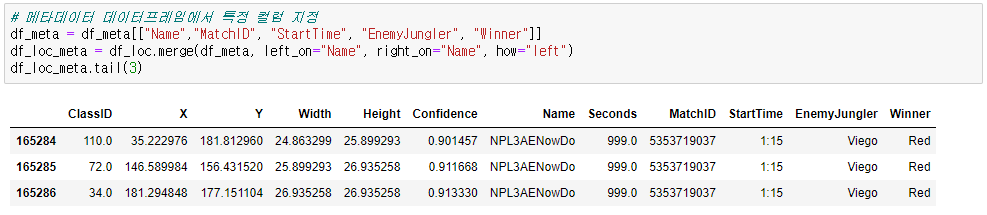 # 메타데이터 데이터프레임에서 특정 컬럼 지정
df_meta = df_meta[["Name","MatchID", "StartTime", "EnemyJungler", "Winner"]]
df_loc_meta = df_loc.merge(df_meta, left_on="Name", right_on="Name", how="left")
df_loc_meta.tail(3)
ClassID X Y Width Height Confidence Name Seconds MatchID StartTime EnemyJungler Winner
165284 110.0 35.222976 181.812960 24.863299 25.899293 0.901457 NPL3AENowDo 999.0 5353719037 1:15 Viego Red
165285 72.0 146.589984 156.431520 25.899293 26.935258 0.911668 NPL3AENowDo 999.0 5353719037 1:15 Viego Red
165286 34.0 181.294848 177.151104 26.935258 26.935258 0.913330 NPL3AENowDo 999.0 5353719037 1:15 Viego Red